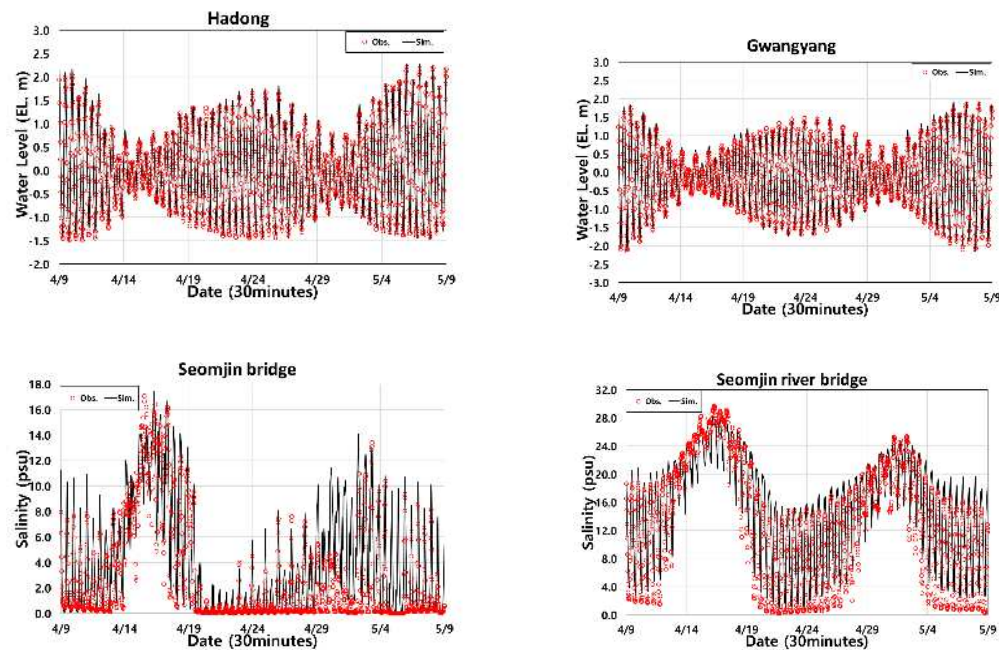 Hadong
3.0
2.5
2.0
1.5
1.0
0.5
0.0
-0.5
-1.0
-1.5
-2.0
Water Level (EL. m)
Obs. Sim.
4/9 4/14 4/19 4/24 4/29 5/4 5/9
Date (30minutes)
Gwangyang
3.0
2.5
2.0
1.5
1.0
0.5
0.0
-0.5
-1.0
-1.5
-2.0
-2.5
-3.0
Water Level (EL. m)
Obs. Sim.
4/9 4/14 4/19 4/24 4/29 5/4 5/9
Date (30minutes)
Seomjin bridge
18.0
16.0
14.0
12.0
10.0
8.0
6.0
4.0
2.0
0.0
Salinity (psu)
Obs. Sim.
4/9 4/14 4/19 4/24 4/29 5/4 5/9
Date (30minutes)
Seomjin river bridge
32.0
28.0
24.0
20.0
16.0
12.0
8.0
4.0
0.0
Salinity (psu)
Obs. Sim.
4/9 4/14 4/19 4/24 4/29 5/4 5/9
Date (30minutes)